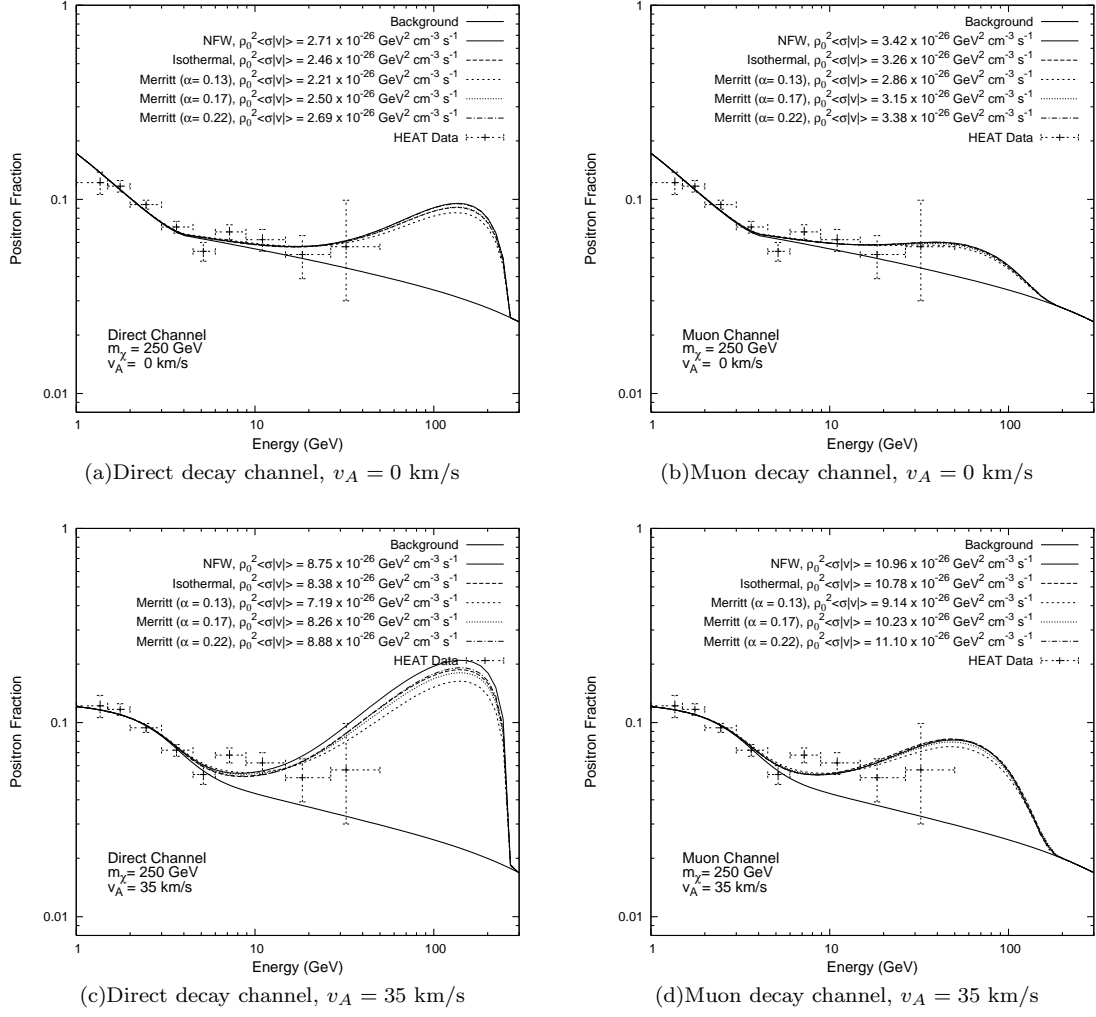 Background
NFW, ρ₀²<σ|v|> = 2.71 x 10⁻²⁶ GeV² cm⁻³ s⁻¹
Isothermal, ρ₀²<σ|v|> = 2.46 x 10⁻²⁶ GeV² cm⁻³ s⁻¹
Merritt (α= 0.13), ρ₀²<σ|v|> = 2.21 x 10⁻²⁶ GeV² cm⁻³ s⁻¹
Merritt (α= 0.17), ρ₀²<σ|v|> = 2.50 x 10⁻²⁶ GeV² cm⁻³ s⁻¹
Merritt (α= 0.22), ρ₀²<σ|v|> = 2.69 x 10⁻²⁶ GeV² cm⁻³ s⁻¹
HEAT Data
1
0.1
0.01
Positron Fraction
Direct Channel
m_χ = 250 GeV
v_A = 0 km/s
1
10
100
Energy (GeV)
(a)Direct decay channel, v_A = 0 km/s
Background
NFW, ρ₀²<σ|v|> = 3.42 x 10⁻²⁶ GeV² cm⁻³ s⁻¹
Isothermal, ρ₀²<σ|v|> = 3.26 x 10⁻²⁶ GeV² cm⁻³ s⁻¹
Merritt (α= 0.13), ρ₀²<σ|v|> = 2.86 x 10⁻²⁶ GeV² cm⁻³ s⁻¹
Merritt (α= 0.17), ρ₀²<σ|v|> = 3.15 x 10⁻²⁶ GeV² cm⁻³ s⁻¹
Merritt (α= 0.22), ρ₀²<σ|v|> = 3.38 x 10⁻²⁶ GeV² cm⁻³ s⁻¹
HEAT Data
1
0.1
0.01
Positron Fraction
Muon Channel
m_χ = 250 GeV
v_A = 0 km/s
1
10
100
Energy (GeV)
(b)Muon decay channel, v_A = 0 km/s
Background
NFW, ρ₀²<σ|v|> = 8.75 x 10⁻²⁶ GeV² cm⁻³ s⁻¹
Isothermal, ρ₀²<σ|v|> = 8.38 x 10⁻²⁶ GeV² cm⁻³ s⁻¹
Merritt (α = 0.13), ρ₀²<σ|v|> = 7.19 x 10⁻²⁶ GeV² cm⁻³ s⁻¹
Merritt (α = 0.17), ρ₀²<σ|v|> = 8.26 x 10⁻²⁶ GeV² cm⁻³ s⁻¹
Merritt (α = 0.22), ρ₀²<σ|v|> = 8.88 x 10⁻²⁶ GeV² cm⁻³ s⁻¹
HEAT Data
1
0.1
0.01
Positron Fraction
Direct Channel
m_χ = 250 GeV
v_A = 35 km/s
1
10
100
Energy (GeV)
(c)Direct decay channel, v_A = 35 km/s
Background
NFW, ρ₀²<σ|v|> = 10.96 x 10⁻²⁶ GeV² cm⁻³ s⁻¹
Isothermal, ρ₀²<σ|v|> = 10.78 x 10⁻²⁶ GeV² cm⁻³ s⁻¹
Merritt (α = 0.13), ρ₀²<σ|v|> = 9.14 x 10⁻²⁶ GeV² cm⁻³ s⁻¹
Merritt (α = 0.17), ρ₀²<σ|v|> = 10.23 x 10⁻²⁶ GeV² cm⁻³ s⁻¹
Merritt (α = 0.22), ρ₀²<σ|v|> = 11.10 x 10⁻²⁶ GeV² cm⁻³ s⁻¹
HEAT Data
1
0.1
0.01
Positron Fraction
Muon Channel
m_χ = 250 GeV
v_A = 35 km/s
1
10
100
Energy (GeV)
(d)Muon decay channel, v_A = 35 km/s